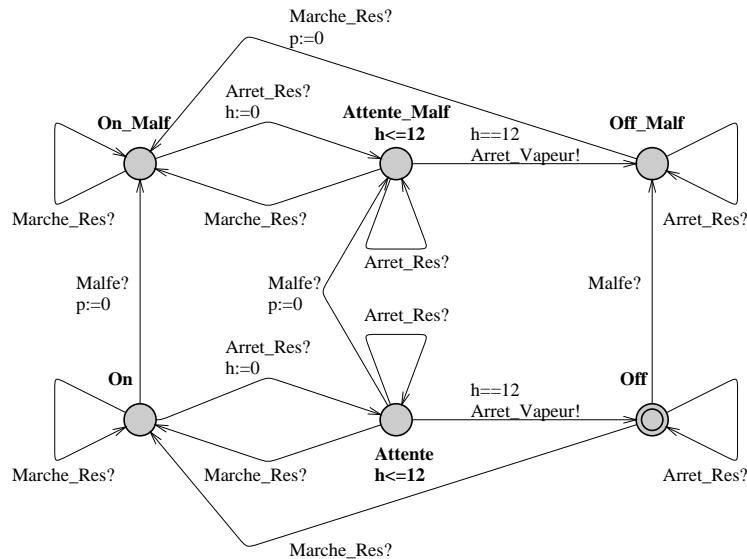 Marche_Res?
p:=0
Arret_Res?
h:=0
On_Malf
Attente_Malf
h<=12
Off_Malf
h==12
Arret_Vapeur!
Marche_Res?
Marche_Res?
Arret_Res?
Arret_Res?
Malfe?
p:=0
Malfe?
p:=0
Malfe?
Arret_Res?
Arret_Res?
h:=0
On
Off
h==12
Arret_Vapeur!
Marche_Res?
Marche_Res?
Attente
h<=12
Arret_Res?
Marche_Res?